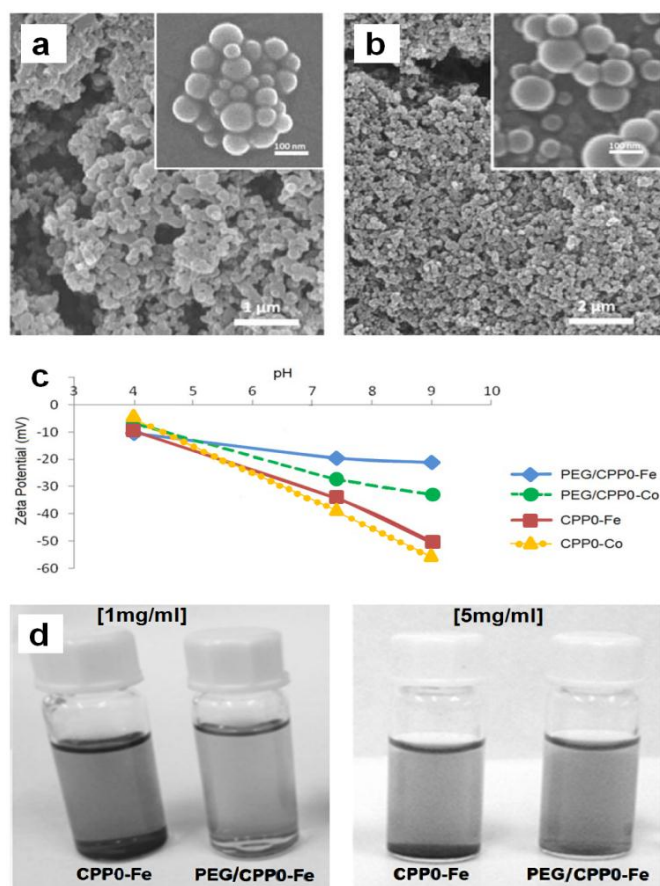 a
100 nm
1 μm
b
100 nm
2 μm
c
pH
3 4 5 6 7 8 9 10
0
-10
-20
-30
-40
-50
-60
Zeta Potential (mV)
PEG/CPP0-Fe
PEG/CPP0-Co
CPP0-Fe
CPP0-Co
d
[1mg/ml]
[5mg/ml]
CPP0-Fe PEG/CPP0-Fe
CPP0-Fe PEG/CPP0-Fe